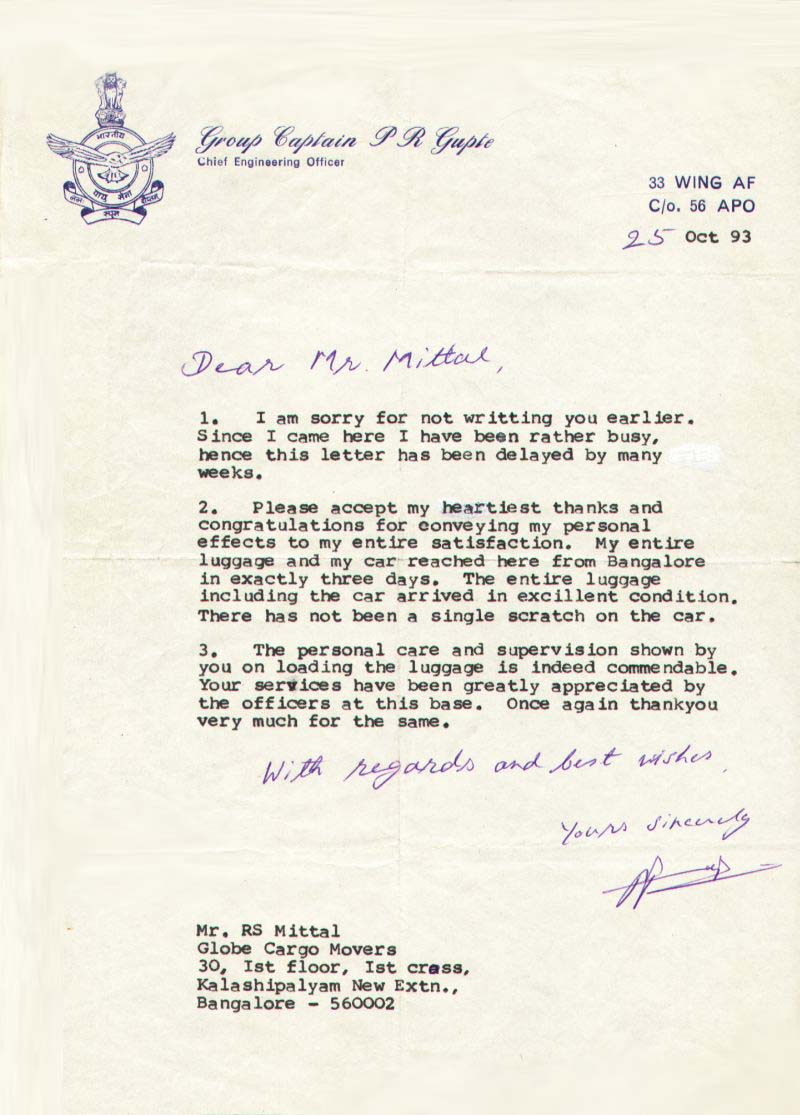 भारतीय
वायु सेना
नभः स्पृशं दीप्तम्
Group Captain P R Gupte
Chief Engineering Officer
33 WING AF
C/o. 56 APO
25 Oct 93
Dear Mr. Mittal,
1. I am sorry for not writting you earlier.
Since I came here I have been rather busy,
hence this letter has been delayed by many
weeks.
2. Please accept my heartiest thanks and
congratulations for conveying my personal
effects to my entire satisfaction. My entire
luggage and my car reached here from Bangalore
in exactly three days. The entire luggage
including the car arrived in excillent condition.
There has not been a single scratch on the car.
3. The personal care and supervision shown by
you on loading the luggage is indeed commendable.
Your services have been greatly appreciated by
the officers at this base. Once again thankyou
very much for the same.
With regards and best wishes,
Yours sincerely
Mr. RS Mittal
Globe Cargo Movers
30, Ist floor, Ist crass,
Kalashipalyam New Extn.,
Bangalore - 560002